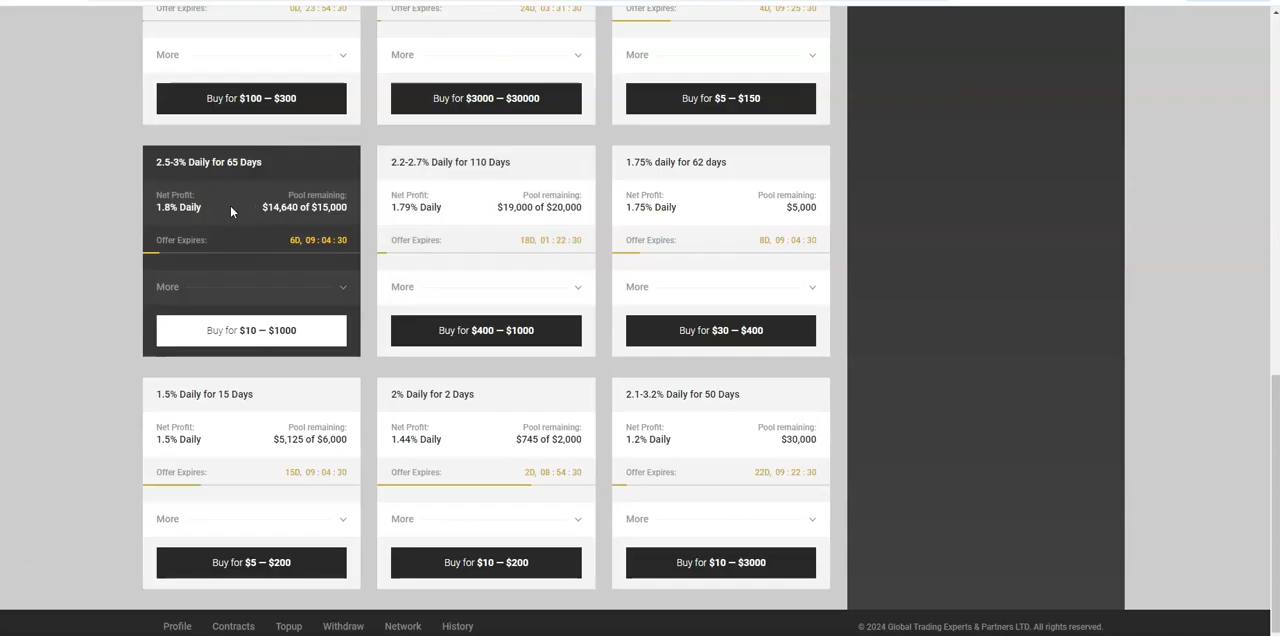 Offer Expires: 0D, 23 : 54 : 30
Offer Expires: 24D, 03 : 31 : 30
Offer Expires: 4D, 09 : 25 : 30
More
More
More
Buy for $100 — $300
Buy for $3000 — $30000
Buy for $5 — $150
2.5-3% Daily for 65 Days
Net Profit: Pool remaining:
1.8% Daily $14,640 of $15,000
Offer Expires: 6D, 09 : 04 : 30
More
Buy for $10 — $1000
2.2-2.7% Daily for 110 Days
Net Profit: Pool remaining:
1.79% Daily $19,000 of $20,000
Offer Expires: 18D, 01 : 22 : 30
More
Buy for $400 — $1000
1.75% daily for 62 days
Net Profit: Pool remaining:
1.75% Daily $5,000
Offer Expires: 8D, 09 : 04 : 30
More
Buy for $30 — $400
1.5% Daily for 15 Days
Net Profit: Pool remaining:
1.5% Daily $5,125 of $6,000
Offer Expires: 15D, 09 : 04 : 30
More
Buy for $5 — $200
2% Daily for 2 Days
Net Profit: Pool remaining:
1.44% Daily $745 of $2,000
Offer Expires: 2D, 08 : 54 : 30
More
Buy for $10 — $200
2.1-3.2% Daily for 50 Days
Net Profit: Pool remaining:
1.2% Daily $30,000
Offer Expires: 22D, 09 : 22 : 30
More
Buy for $10 — $3000
Profile Contracts Topup Withdraw Network History
© 2024 Global Trading Experts & Partners LTD. All rights reserved.